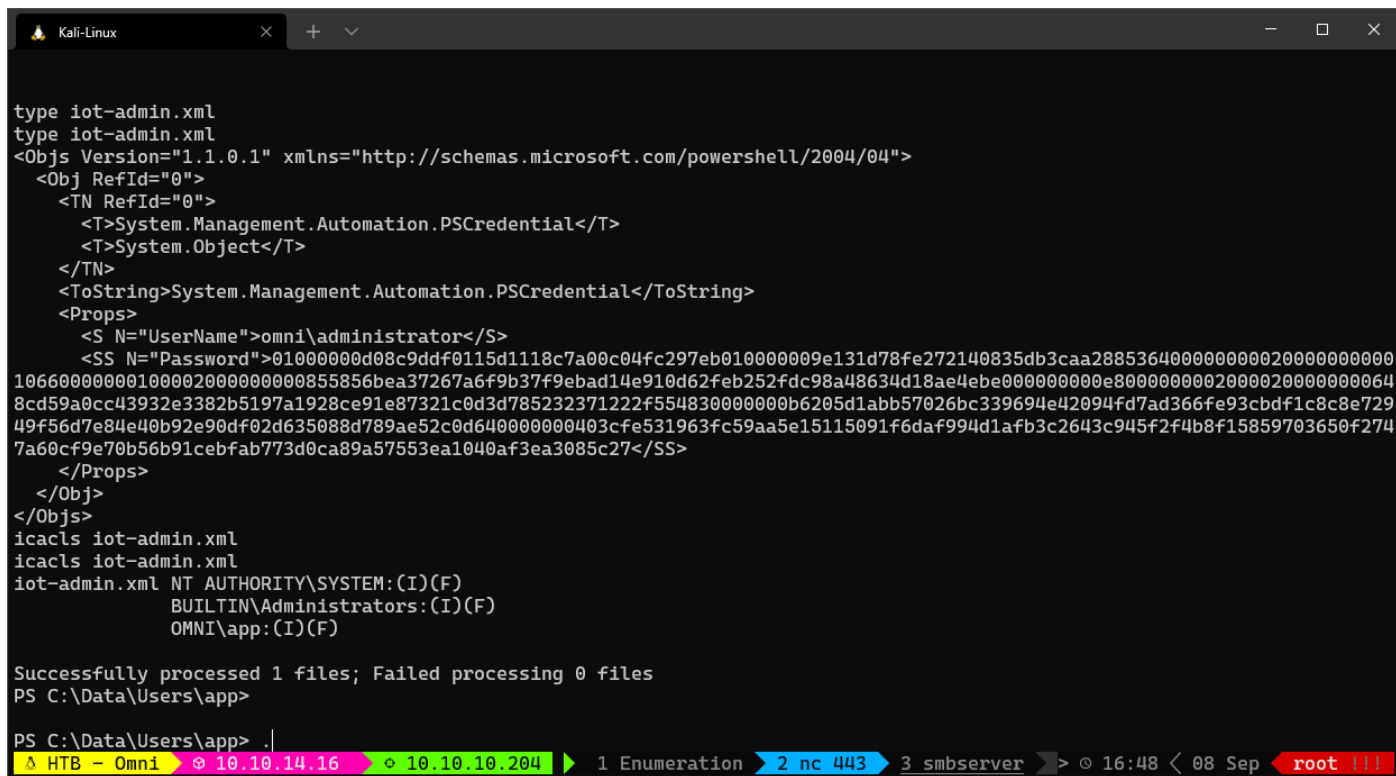 Kali-Linux
type iot-admin.xml
type iot-admin.xml
<Objs Version="1.1.0.1" xmlns="http://schemas.microsoft.com/powershell/2004/04">
  <Obj RefId="0">
    <TN RefId="0">
      <T>System.Management.Automation.PSCredential</T>
      <T>System.Object</T>
    </TN>
    <ToString>System.Management.Automation.PSCredential</ToString>
    <Props>
      <S N="UserName">omni\administrator</S>
      <SS N="Password">01000000d08c9ddf0115d1118c7a00c04fc297eb010000009e131d78fe272140835db3caa288536400000000020000000000
1066000000010000200000000855856bea37267a6f9b37f9ebad14e910d62feb252fdc98a48634d18ae4ebe000000000e80000000020000200000000648
8cd59a0cc43932e3382b5197a1928ce91e87321c0d3d785232371222f554830000000b6205d1abb57026bc339694e42094fd7ad366fe93cbdf1c8c8e729
49f56d7e84e40b92e90df02d635088d789ae52c0d640000000403cfe531963fc59aa5e15115091f6daf994d1afb3c2643c945f2f4b8f15859703650f274
7a60cf9e70b56b91cebfab773d0ca89a57553ea1040af3ea3085c27</SS>
    </Props>
  </Obj>
</Objs>
icacls iot-admin.xml
icacls iot-admin.xml
iot-admin.xml NT AUTHORITY\SYSTEM:(I)(F)
              BUILTIN\Administrators:(I)(F)
              OMNI\app:(I)(F)
Successfully processed 1 files; Failed processing 0 files
PS C:\Data\Users\app>
PS C:\Data\Users\app> .
HTB - Omni 10.10.14.16 10.10.10.204 1 Enumeration 2 nc 443 3 smbserver > 16:48 < 08 Sep root !!!